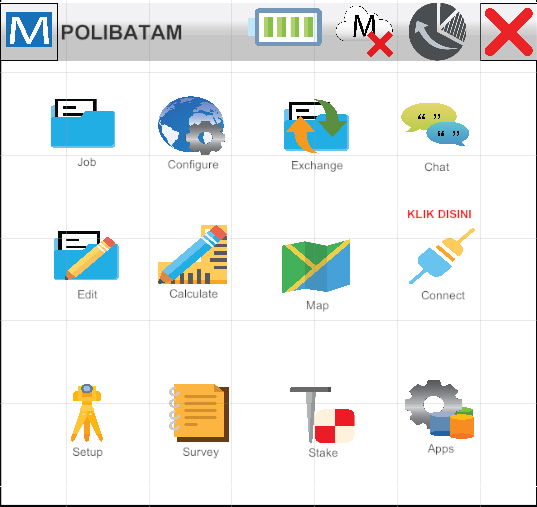 M POLIBATAM M
Job Configure Exchange Chat
KLIK DISINI
Edit Calculate Map Connect
Setup Survey Stake Apps